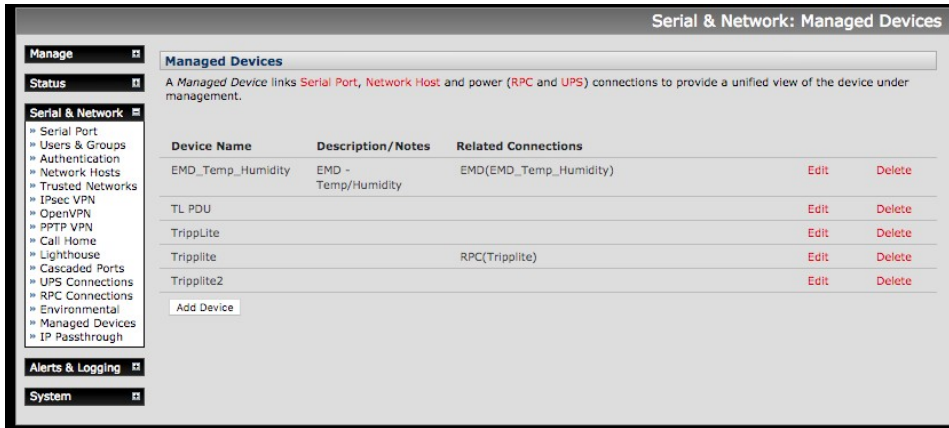 Serial & Network: Managed Devices
Manage
Status
Serial & Network
Serial Port
Users & Groups
Authentication
Network Hosts
Trusted Networks
IPsec VPN
OpenVPN
PPTP VPN
Call Home
Lighthouse
Cascaded Ports
UPS Connections
RPC Connections
Environmental
Managed Devices
IP Passthrough
Alerts & Logging
System
Managed Devices
A Managed Device links Serial Port, Network Host and power (RPC and UPS) connections to provide a unified view of the device under
management.
Device Name Description/Notes Related Connections
EMD_Temp_Humidity EMD - EMD(EMD_Temp_Humidity) Edit Delete
Temp/Humidity
TL PDU Edit Delete
TrippLite Edit Delete
Tripplite RPC(Tripplite) Edit Delete
Tripplite2 Edit Delete
Add Device